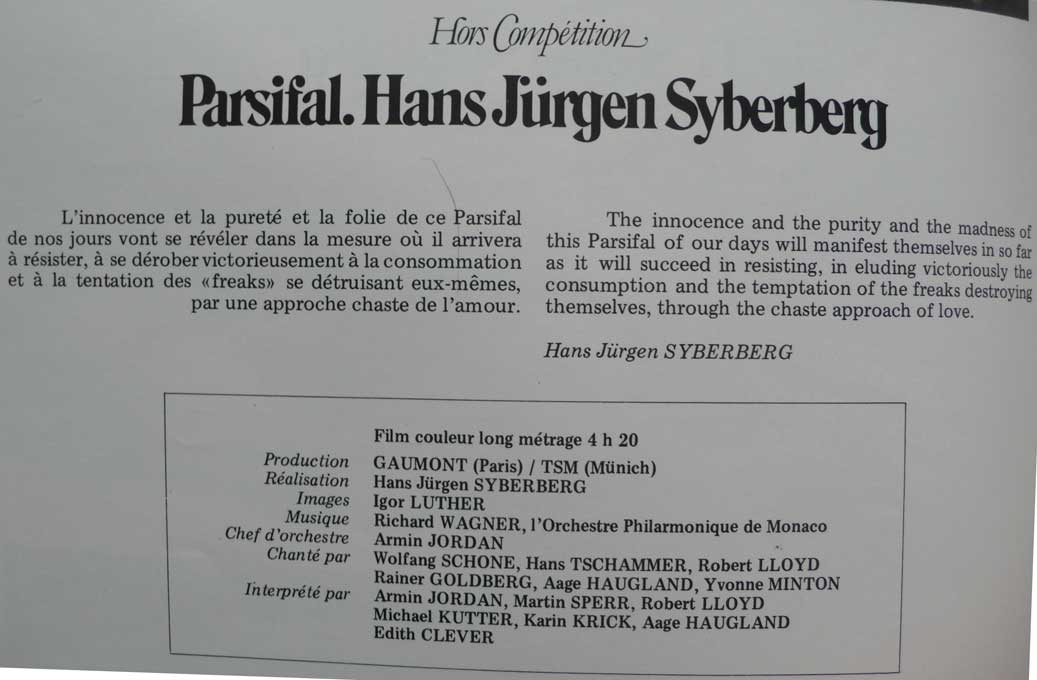 Hors Compétition
Parsifal. Hans Jürgen Syberberg
L'innocence et la pureté et la folie de ce Parsifal
de nos jours vont se révéler dans la mesure où il arrivera
à résister, à se dérober victorieusement à la consommation
et à la tentation des «freaks» se détruisant eux-mêmes,
par une approche chaste de l'amour.
The innocence and the purity and the madness of
this Parsifal of our days will manifest themselves in so far
as it will succeed in resisting, in eluding victoriously the
consumption and the temptation of the freaks destroying
themselves, through the chaste approach of love.
Hans Jürgen SYBERBERG
Film couleur long métrage 4 h 20
Production GAUMONT (Paris) / TSM (Münich)
Réalisation Hans Jürgen SYBERBERG
Images Igor LUTHER
Musique Richard WAGNER, l'Orchestre Philarmonique de Monaco
Chef d'orchestre Armin JORDAN
Chanté par Wolfang SCHONE, Hans TSCHAMMER, Robert LLOYD
Rainer GOLDBERG, Aage HAUGLAND, Yvonne MINTON
Interprété par Armin JORDAN, Martin SPERR, Robert LLOYD
Michael KUTTER, Karin KRICK, Aage HAUGLAND
Edith CLEVER